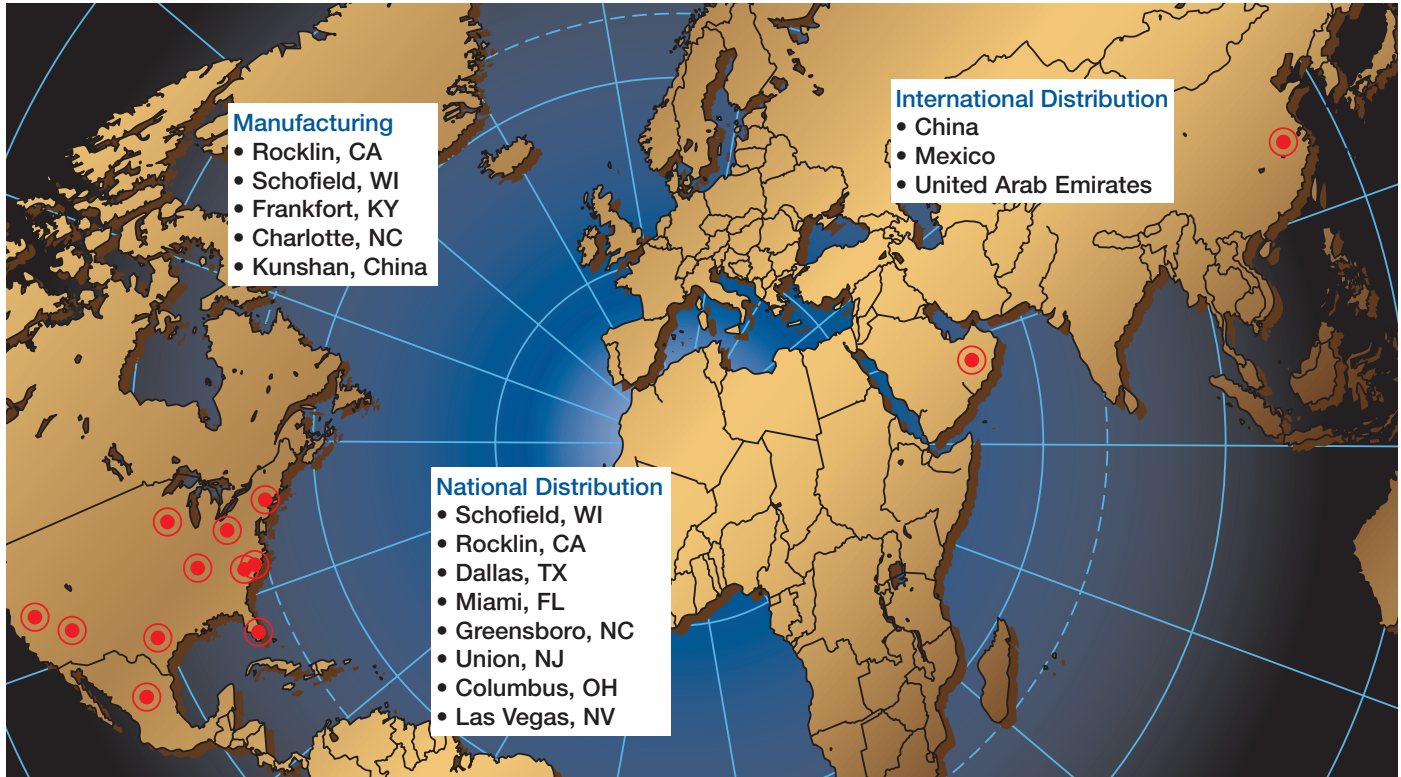 Manufacturing
• Rocklin, CA
• Schofield, WI
• Frankfort, KY
• Charlotte, NC
• Kunshan, China
International Distribution
• China
• Mexico
• United Arab Emirates
National Distribution
• Schofield, WI
• Rocklin, CA
• Dallas, TX
• Miami, FL
• Greensboro, NC
• Union, NJ
• Columbus, OH
• Las Vegas, NV